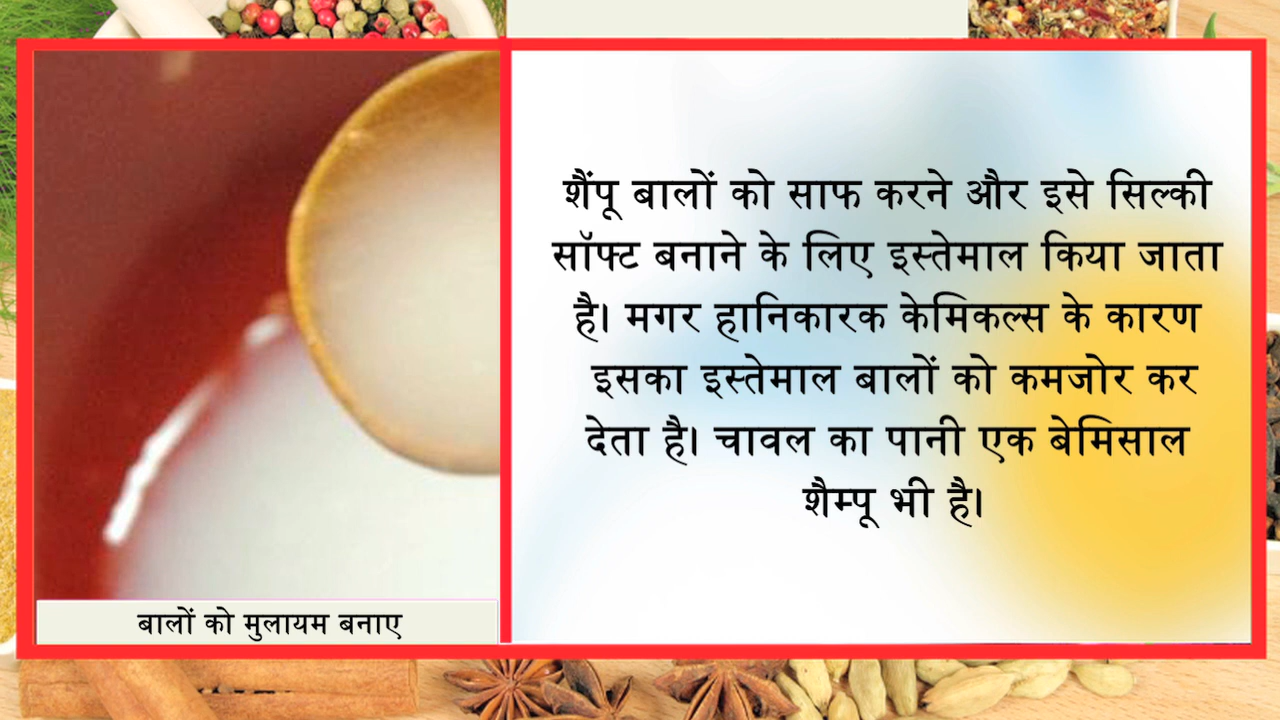 शैंपू बालों को साफ करने और इसे सिल्की
सॉफ्ट बनाने के लिए इस्तेमाल किया जाता
है। मगर हानिकारक केमिकल्स के कारण
इसका इस्तेमाल बालों को कमजोर कर
देता है। चावल का पानी एक बेमिसाल
शैम्पू भी है।
बालों को मुलायम बनाए